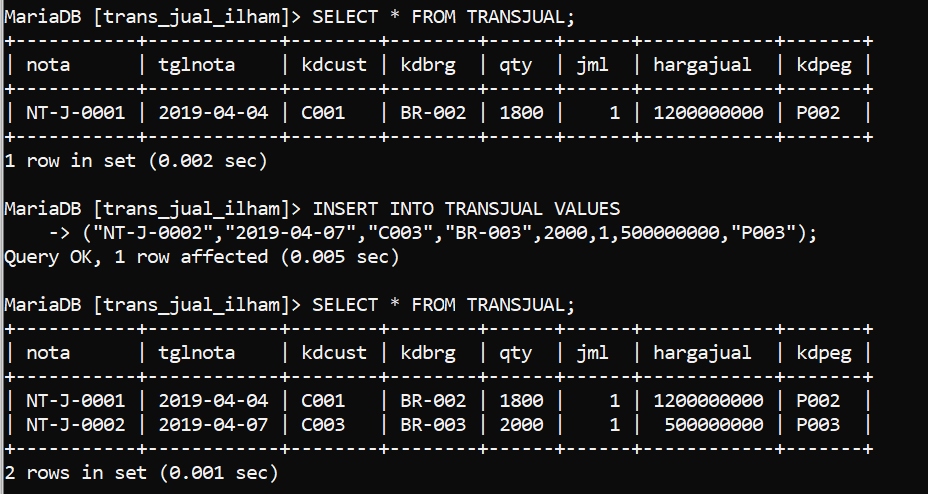 MariaDB [trans_jual_ilham]> SELECT * FROM TRANSJUAL;
+-----------+------------+--------+--------+------+------+------------+-------+
| nota      | tglnota    | kdcust | kdbrg  | qty  | jml  | hargajual  | kdpeg |
+-----------+------------+--------+--------+------+------+------------+-------+
| NT-J-0001 | 2019-04-04 | C001   | BR-002 | 1800 |    1 | 1200000000 | P002  |
+-----------+------------+--------+--------+------+------+------------+-------+
1 row in set (0.002 sec)

MariaDB [trans_jual_ilham]> INSERT INTO TRANSJUAL VALUES
    -> ("NT-J-0002","2019-04-07","C003","BR-003",2000,1,500000000,"P003");
Query OK, 1 row affected (0.005 sec)

MariaDB [trans_jual_ilham]> SELECT * FROM TRANSJUAL;
+-----------+------------+--------+--------+------+------+------------+-------+
| nota      | tglnota    | kdcust | kdbrg  | qty  | jml  | hargajual  | kdpeg |
+-----------+------------+--------+--------+------+------+------------+-------+
| NT-J-0001 | 2019-04-04 | C001   | BR-002 | 1800 |    1 | 1200000000 | P002  |
| NT-J-0002 | 2019-04-07 | C003   | BR-003 | 2000 |    1 |  500000000 | P003  |
+-----------+------------+--------+--------+------+------+------------+-------+
2 rows in set (0.001 sec)